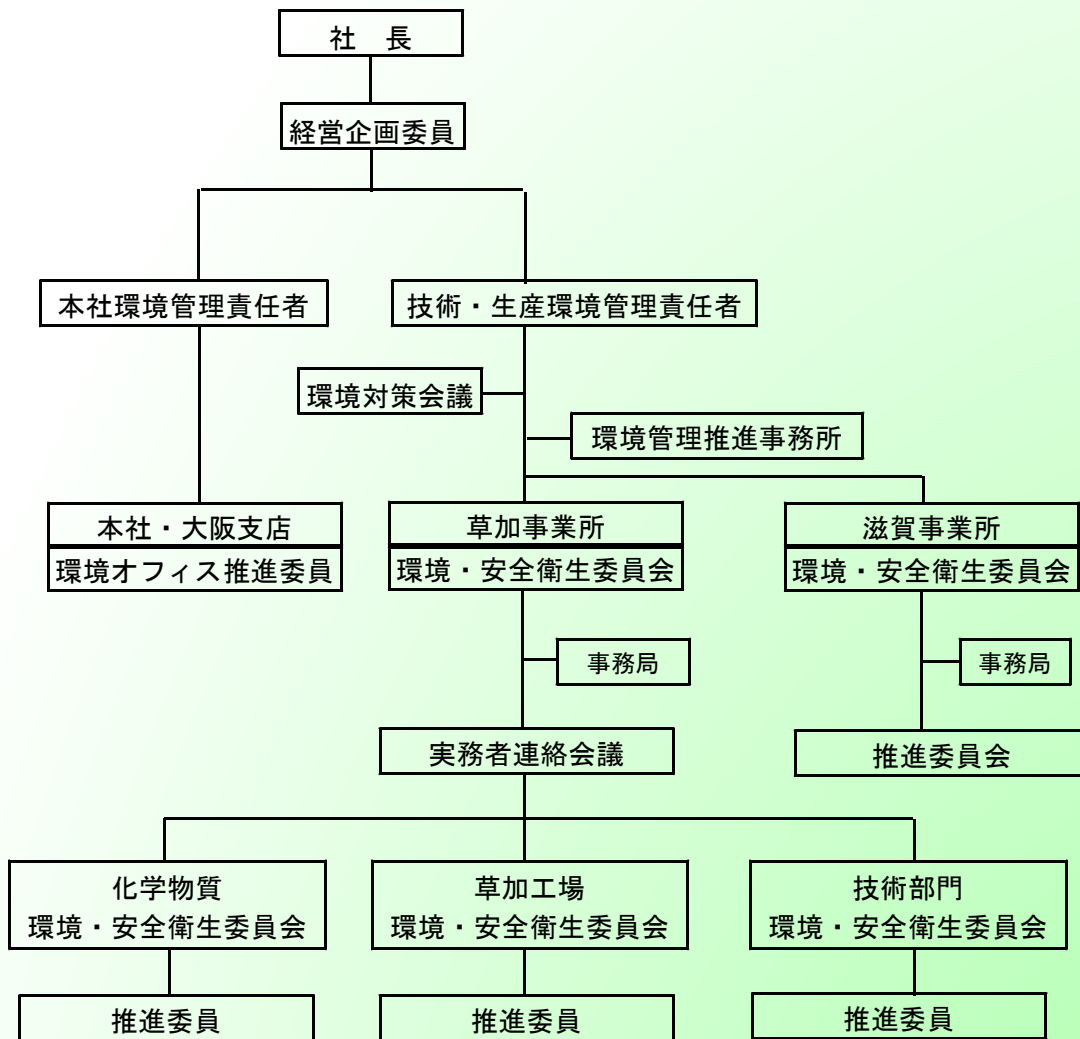 社　長
経営企画委員
本社環境管理責任者
技術・生産環境管理責任者
環境対策会議
環境管理推進事務所
本社・大阪支店
環境オフィス推進委員
草加事業所
環境・安全衛生委員会
滋賀事業所
環境・安全衛生委員会
事務局
事務局
実務者連絡会議
推進委員会
化学物質
環境・安全衛生委員会
草加工場
環境・安全衛生委員会
技術部門
環境・安全衛生委員会
推進委員
推進委員
推進委員